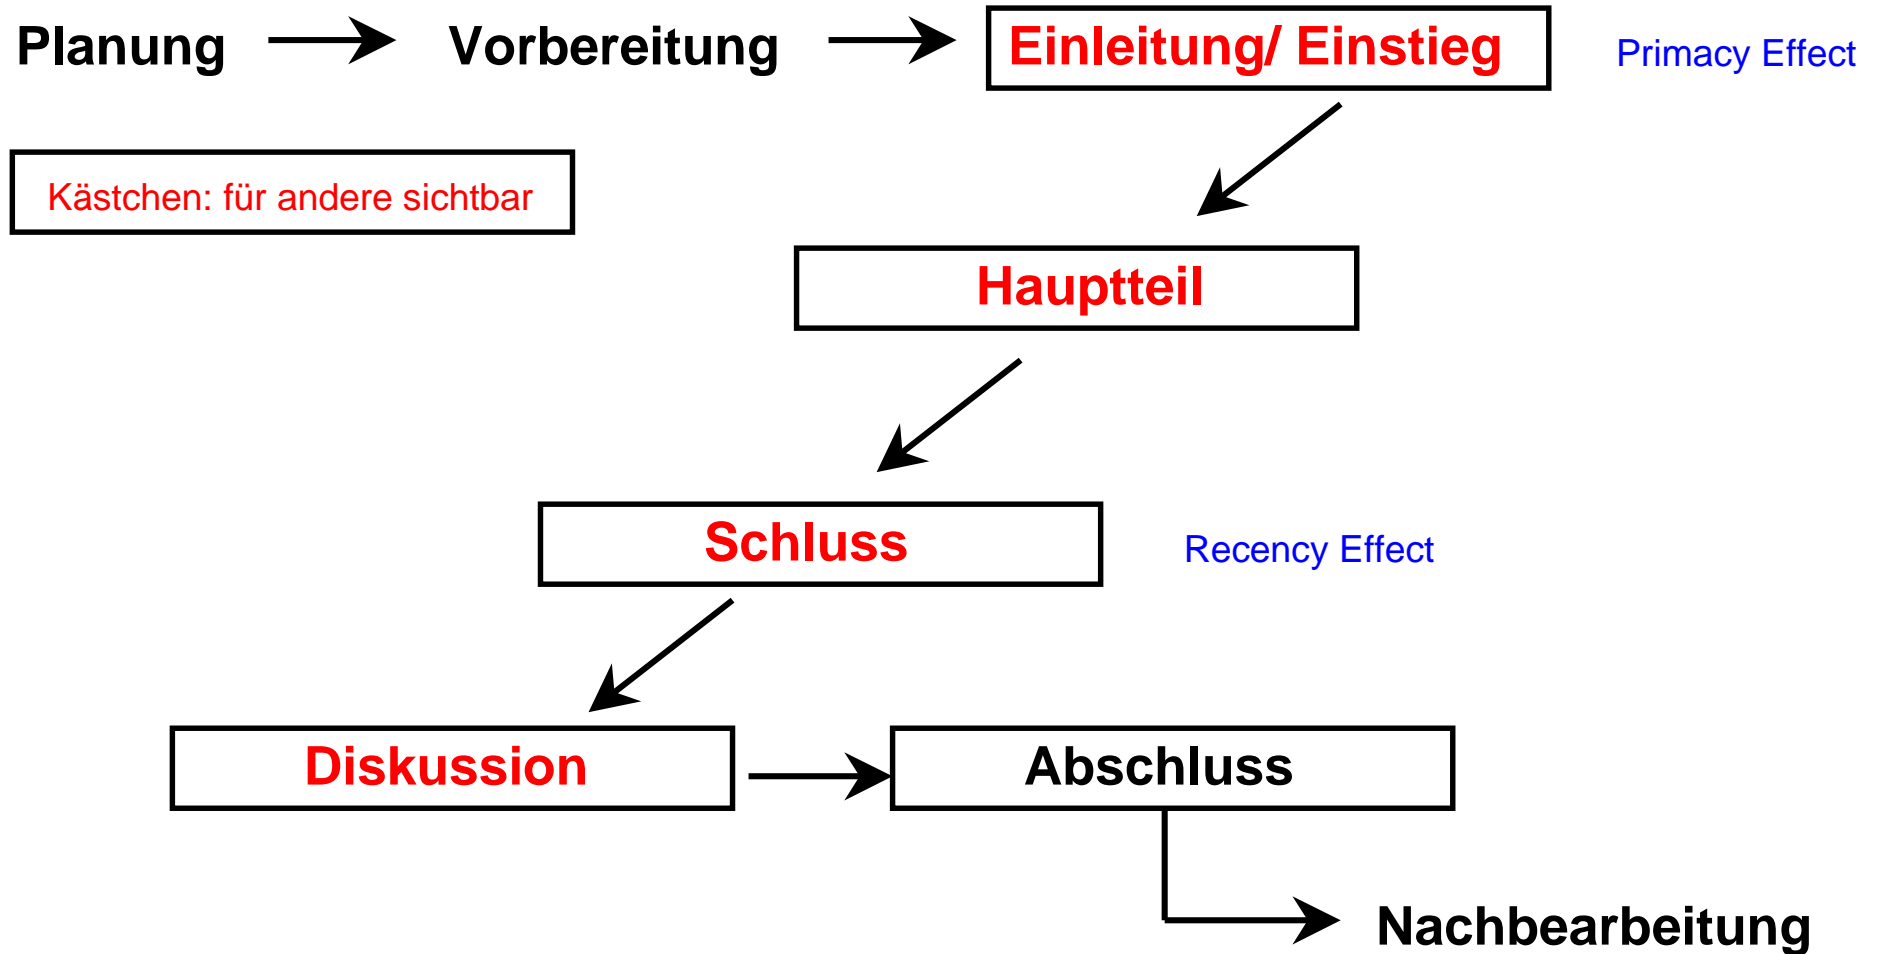 Planung
Vorbereitung
Einleitung/ Einstieg
Primacy Effect
Kästchen: für andere sichtbar
Hauptteil
Schluss
Recency Effect
Diskussion
Abschluss
Nachbearbeitung